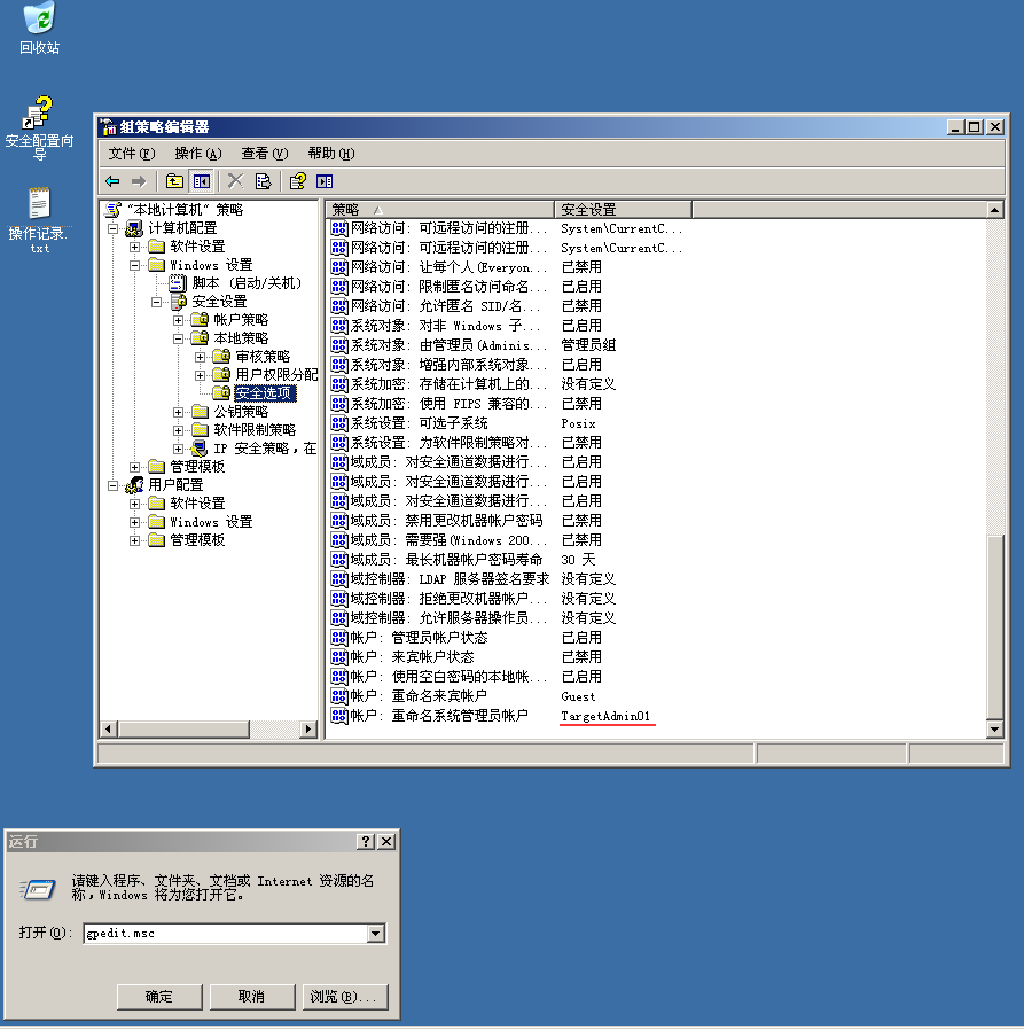 回收站
安全配置向
导
操作记录.
txt
组策略编辑器
文件(F) 操作(A) 查看(V) 帮助(H)
"本地计算机" 策略
计算机配置
软件设置
Windows 设置
脚本 (启动/关机)
安全设置
帐户策略
本地策略
审核策略
用户权限分配
安全选项
公钥策略
软件限制策略
IP 安全策略，在
管理模板
用户配置
软件设置
Windows 设置
管理模板
策略 安全设置
网络访问: 可远程访问的注册... System\CurrentC...
网络访问: 可远程访问的注册... System\CurrentC...
网络访问: 让每个人(Everyon... 已禁用
网络访问: 限制匿名访问命名... 已启用
网络访问: 允许匿名 SID/名... 已禁用
系统对象: 对非 Windows 子... 已启用
系统对象: 由管理员(Adminis... 管理员组
系统对象: 增强内部系统对象... 已启用
系统加密: 存储在计算机上的... 没有定义
系统加密: 使用 FIPS 兼容的... 已禁用
系统设置: 可选子系统 Posix
系统设置: 为软件限制策略对... 已禁用
域成员: 对安全通道数据进行... 已启用
域成员: 对安全通道数据进行... 已启用
域成员: 对安全通道数据进行... 已启用
域成员: 禁用更改机器帐户密码 已禁用
域成员: 需要强(Windows 200... 已禁用
域成员: 最长机器帐户密码寿命 30 天
域控制器: LDAP 服务器签名要求 没有定义
域控制器: 拒绝更改机器帐户... 没有定义
域控制器: 允许服务器操作员... 没有定义
帐户: 管理员帐户状态 已启用
帐户: 来宾帐户状态 已禁用
帐户: 使用空白密码的本地帐... 已启用
帐户: 重命名来宾帐户 Guest
帐户: 重命名系统管理员帐户 TargetAdmin01
运行
请键入程序、文件夹、文档或 Internet 资源的名
称，Windows 将为您打开它。
打开(O): gpedit.msc
确定 取消 浏览(B)...